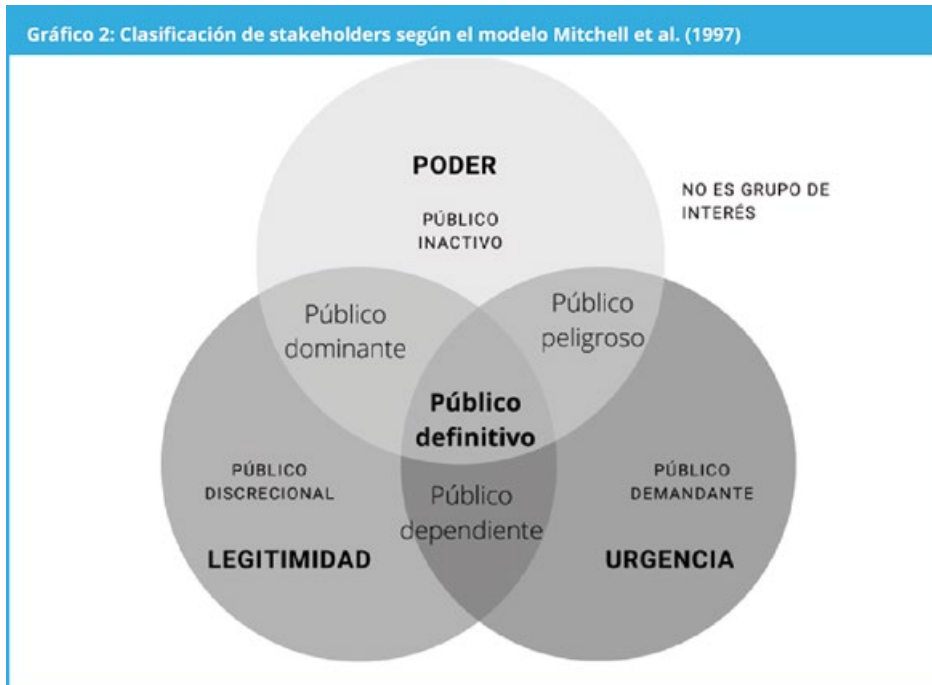 Gráfico 2: Clasificación de stakeholders según el modelo Mitchell et al. (1997)
PODER
PÚBLICO
INACTIVO
NO ES GRUPO DE
INTERÉS
Público
dominante
Público
peligroso
Público
definitivo
PÚBLICO
DISCRECIONAL
Público
dependiente
PÚBLICO
DEMANDANTE
LEGITIMIDAD
URGENCIA